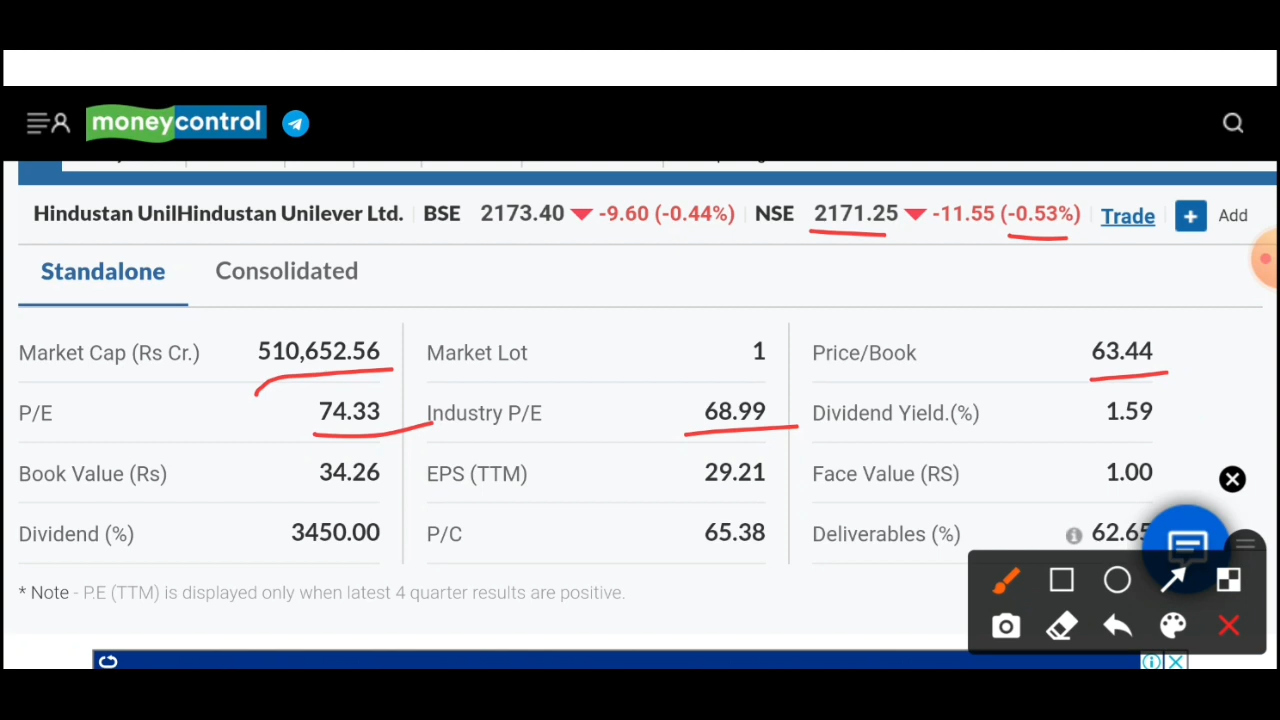 moneycontrol
Hindustan UnilHindustan Unilever Ltd. BSE 2173.40 -9.60 (-0.44%) NSE 2171.25 -11.55 (-0.53%) Trade + Add
Standalone Consolidated
Market Cap (Rs Cr.) 510,652.56 Market Lot 1 Price/Book 63.44
P/E 74.33 Industry P/E 68.99 Dividend Yield.(%) 1.59
Book Value (Rs) 34.26 EPS (TTM) 29.21 Face Value (RS) 1.00
Dividend (%) 3450.00 P/C 65.38 Deliverables (%) 62.65
* Note - P.E (TTM) is displayed only when latest 4 quarter results are positive.